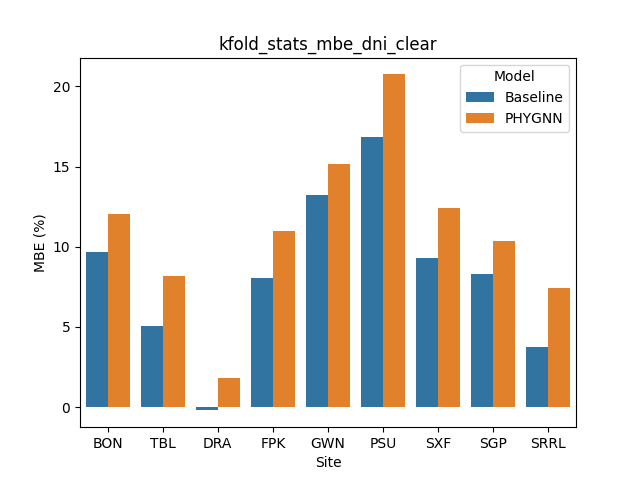 kfold_stats_mbe_dni_clear
Model
Baseline
PHYGNN
MBE (%)
20
15
10
5
0
BON TBL DRA FPK GWN PSU SXF SGP SRRL
Site